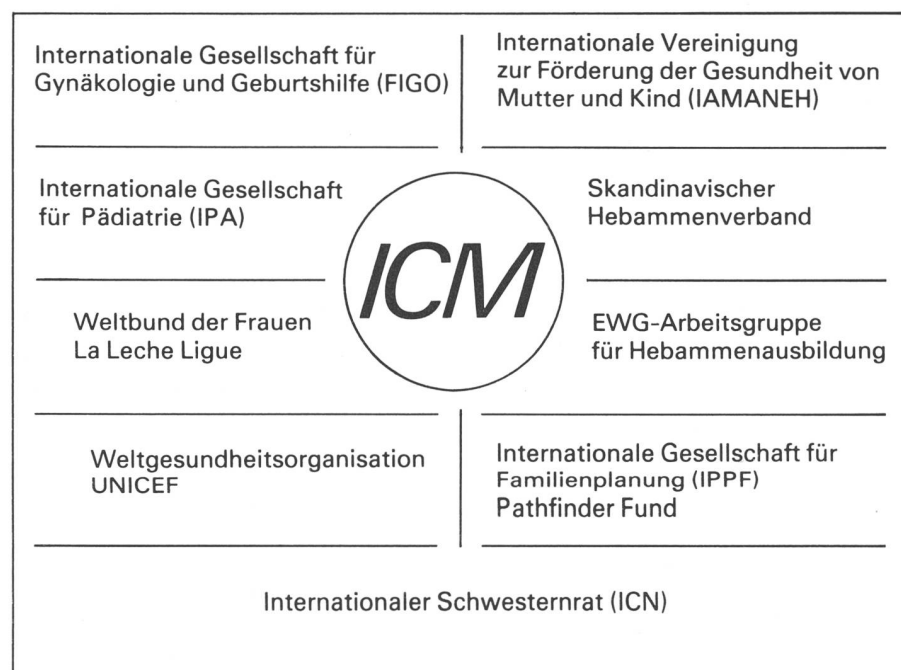 Internationale Gesellschaft für
Gynäkologie und Geburtshilfe (FIGO)
Internationale Vereinigung
zur Förderung der Gesundheit von
Mutter und Kind (IAMANEH)
Internationale Gesellschaft
für Pädiatrie (IPA)
Skandinavischer
Hebammenverband
ICM
Weltbund der Frauen
La Leche Ligue
EWG-Arbeitsgruppe
für Hebammenausbildung
Weltgesundheitsorganisation
UNICEF
Internationale Gesellschaft für
Familienplanung (IPPF)
Pathfinder Fund
Internationaler Schwesternrat (ICN)